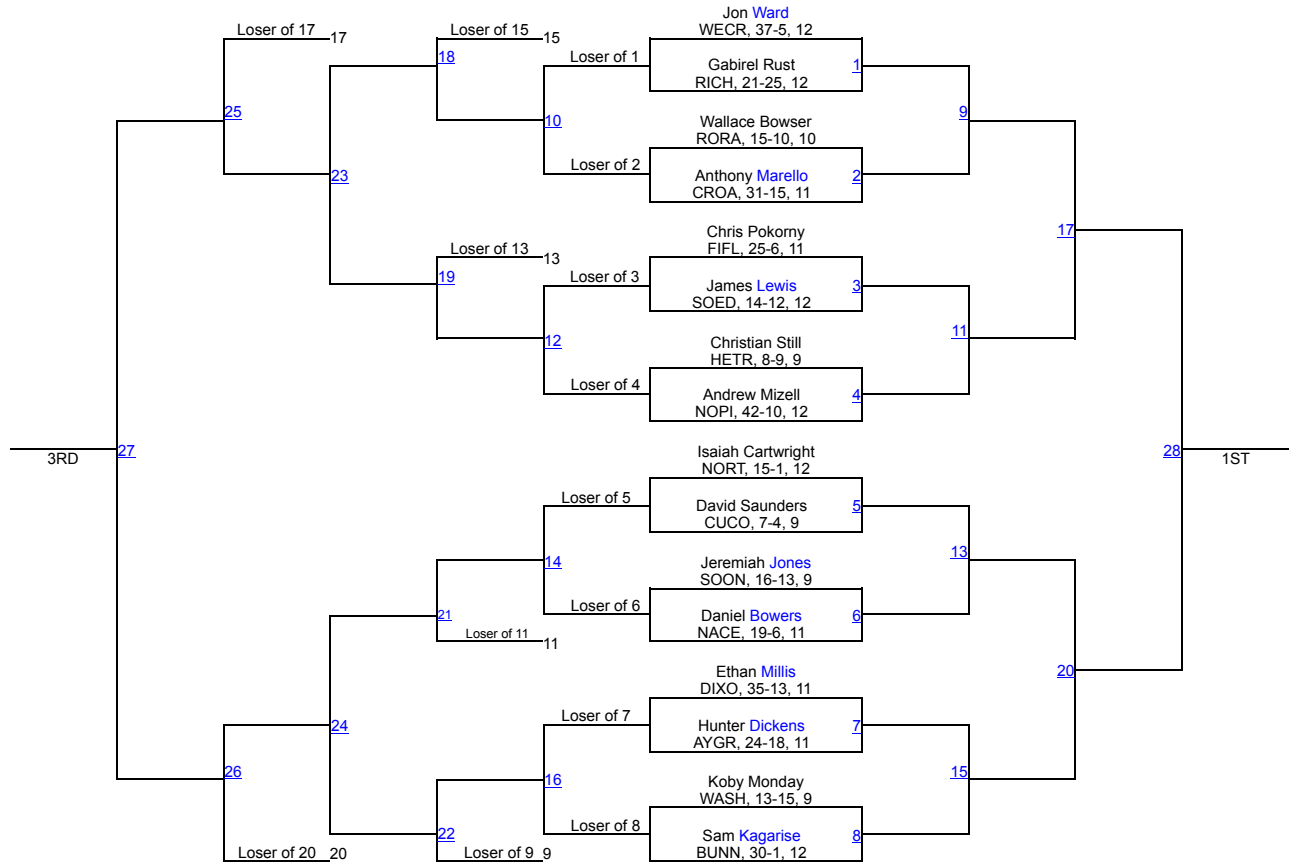 Jon Ward
WECR, 37-5, 12
Loser of 17 17
Loser of 15 15
18
Loser of 1
Gabirel Rust
RICH, 21-25, 12
1
25
10
9
Wallace Bowser
RORA, 15-10, 10
Loser of 2
Anthony Marello
CROA, 31-15, 11
2
23
Chris Pokorny
FIFL, 25-6, 11
17
Loser of 13 13
19
Loser of 3
James Lewis
SOED, 14-12, 12
3
12
11
Christian Still
HETR, 8-9, 9
Loser of 4
Andrew Mizell
NOPI, 42-10, 12
4
3RD
27
Isaiah Cartwright
NORT, 15-1, 12
28
1ST
Loser of 5
David Saunders
CUCO, 7-4, 9
5
14
13
Jeremiah Jones
SOON, 16-13, 9
21
Loser of 6
Daniel Bowers
NACE, 19-6, 11
6
Loser of 11 11
Ethan Millis
DIXO, 35-13, 11
20
24
Loser of 7
Hunter Dickens
AYGR, 24-18, 11
7
26
16
15
Koby Monday
WASH, 13-15, 9
22
Loser of 8
Sam Kagarise
BUNN, 30-1, 12
8
Loser of 20 20
Loser of 9 9